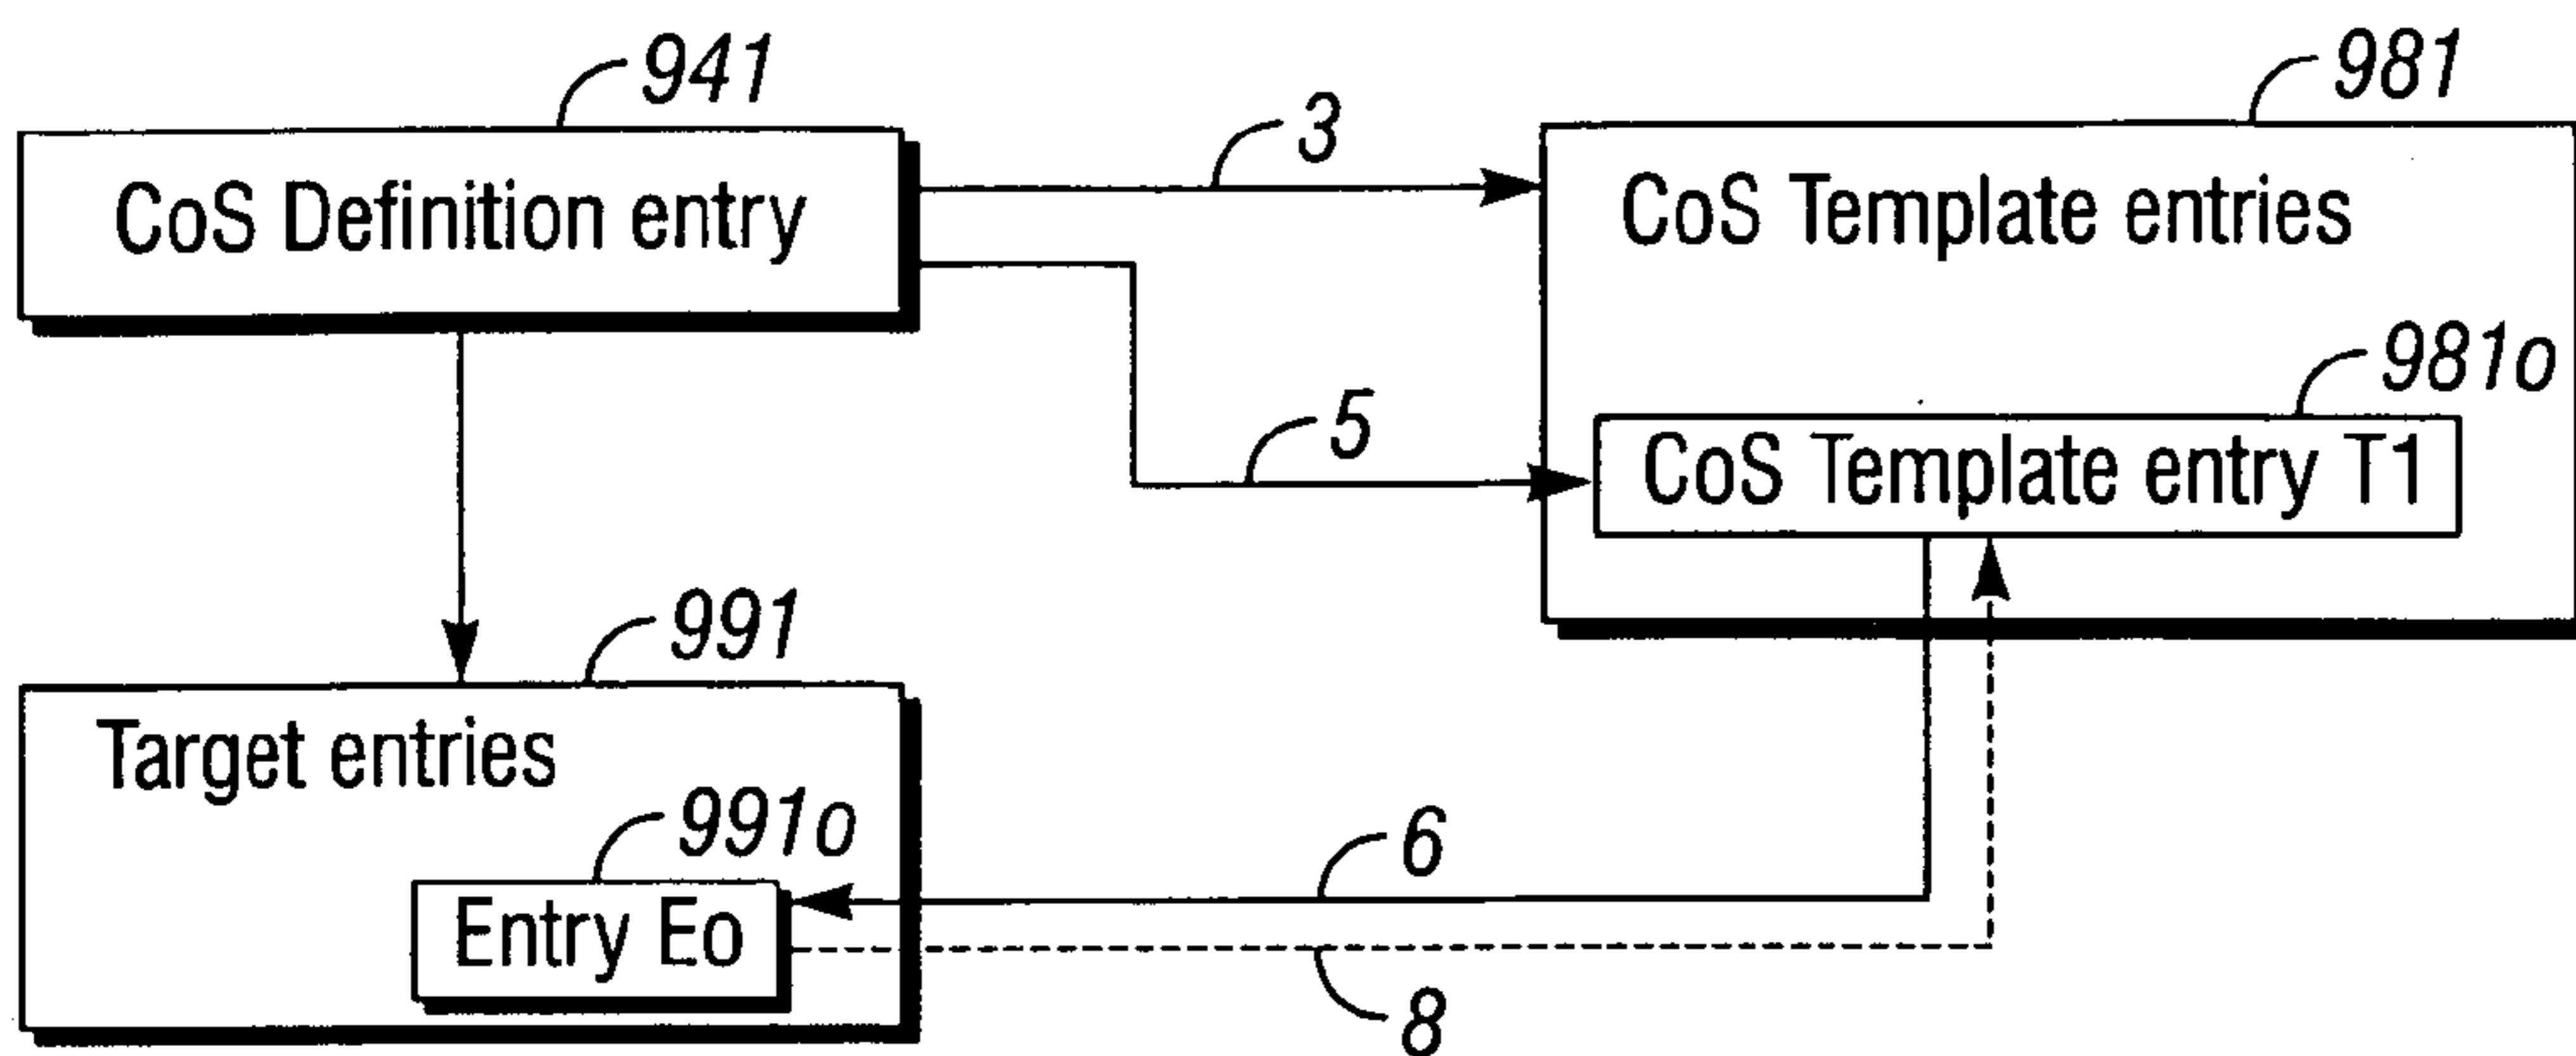 941
981
3
CoS Definition entry
CoS Template entries
981o
5
CoS Template entry T1
991
Target entries
991o
6
Entry Eo
8